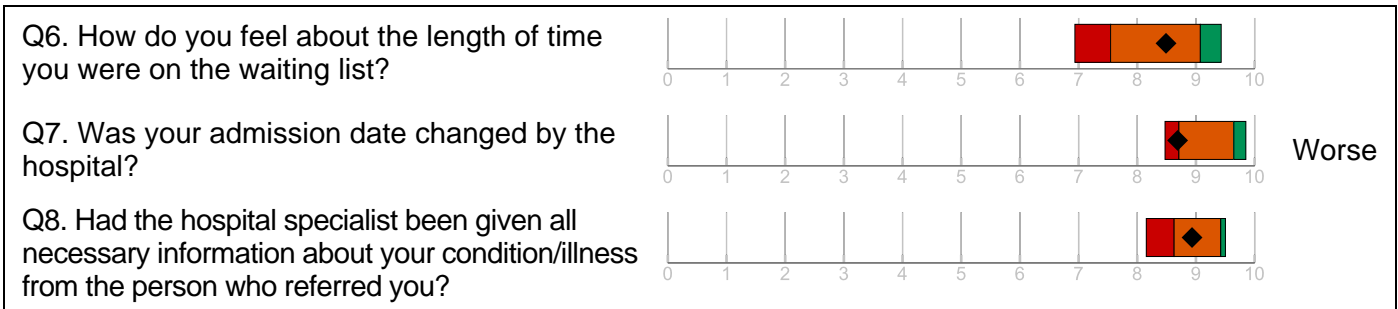 Q6. How do you feel about the length of time
you were on the waiting list?
0 1 2 3 4 5 6 7 8 9 10
Q7. Was your admission date changed by the
hospital?
0 1 2 3 4 5 6 7 8 9 10
Worse
Q8. Had the hospital specialist been given all
necessary information about your condition/illness
from the person who referred you?
0 1 2 3 4 5 6 7 8 9 10